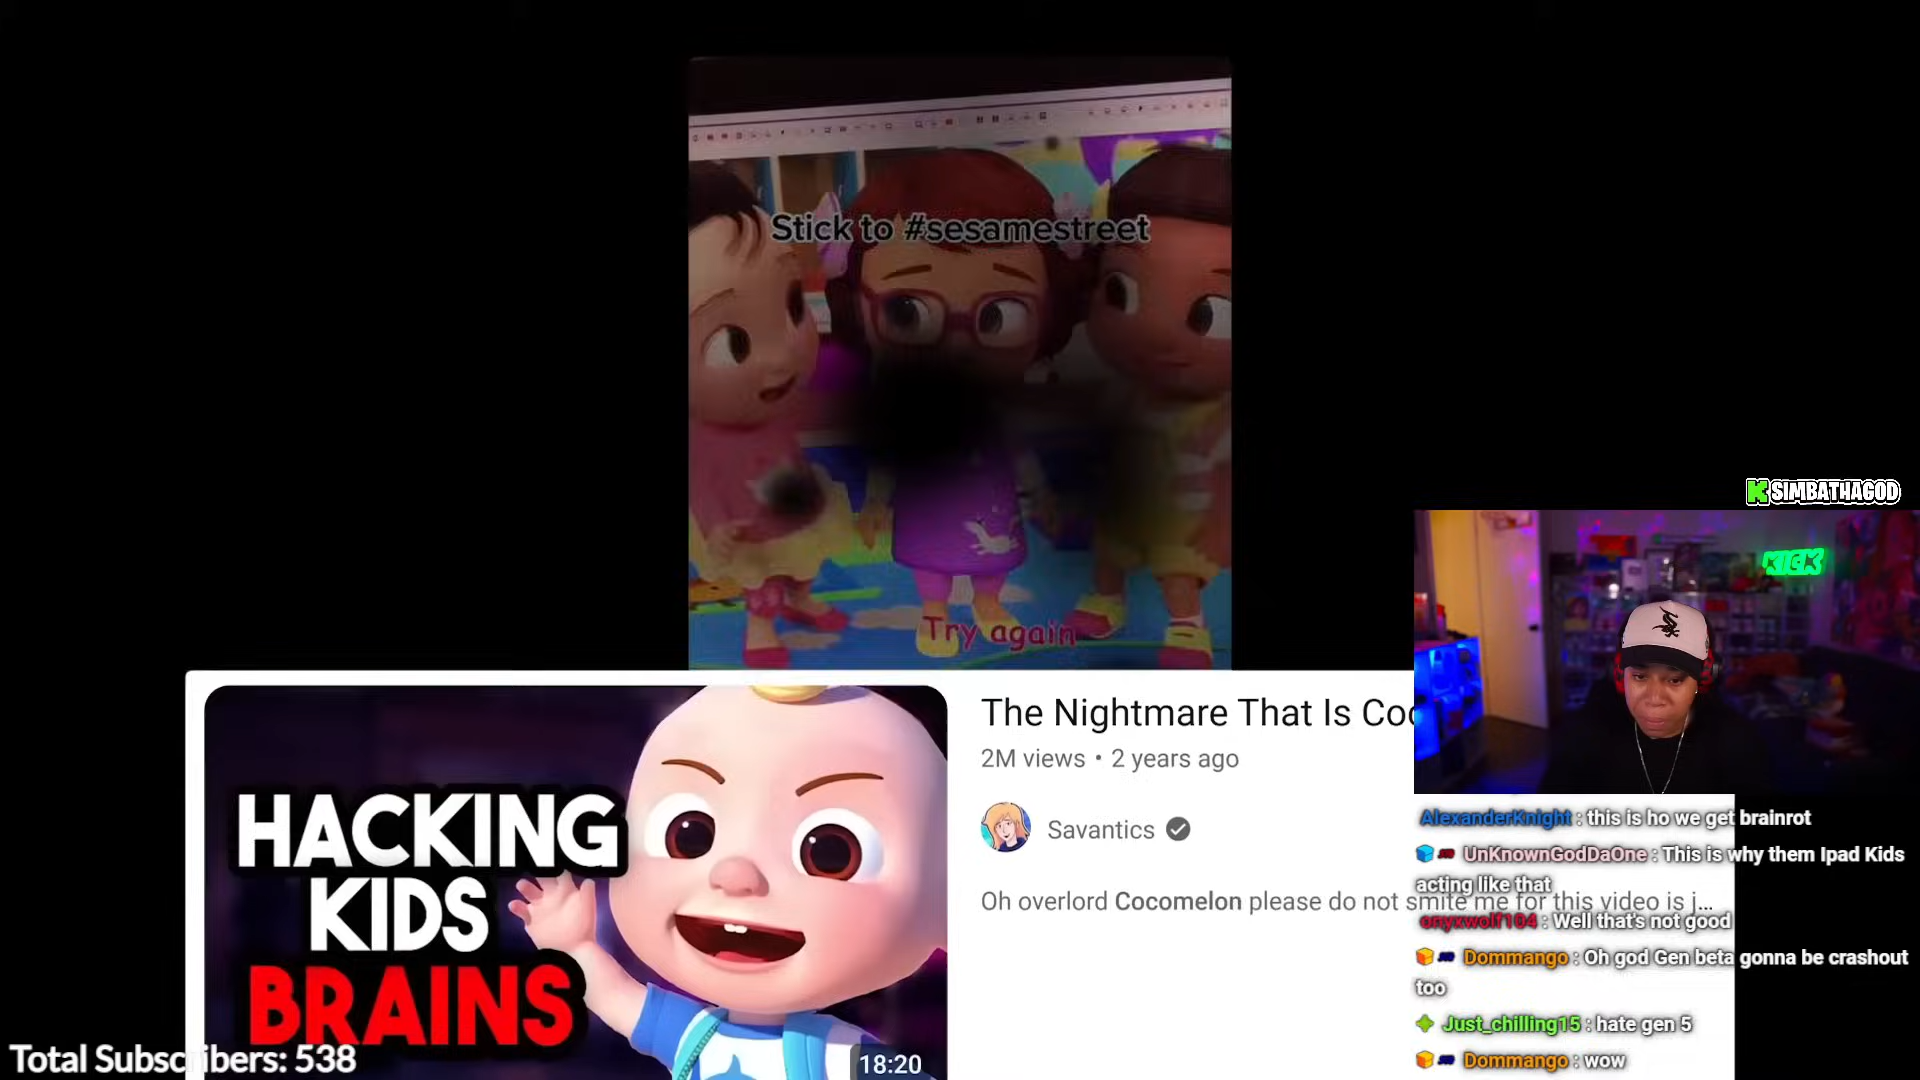 Stick to #sesamestreet
Try again
SIMBATHAGOD
KICK
HACKING
KIDS
BRAINS
18:20
The Nightmare That Is Coc
2M views • 2 years ago
Savantics
Oh overlord Cocomelon please do not smite me for this video is j...
AlexanderKnight : this is ho we get brainrot
UnKnownGodDaOne : This is why them Ipad Kids
acting like that
onyxwolf104 : Well that's not good
Dommango : Oh god Gen beta gonna be crashout
too
Just_chilling15 : hate gen 5
Dommango : wow
Total Subscribers: 538